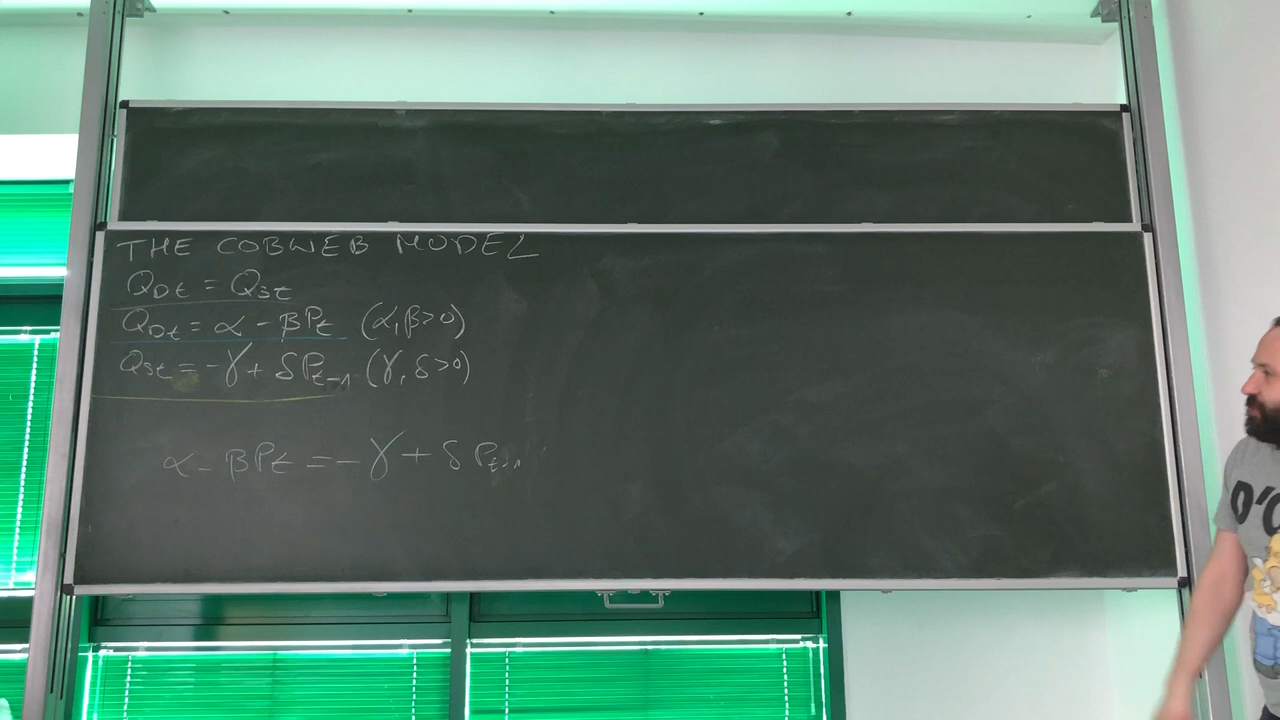 THE COBWEB MODEL
Q_Dt = Q_St
Q_Dt = α - βP_t (α, β>0)
Q_St = -γ + δP_t-1 (γ, δ>0)
α - βP_t = -γ + δP_t-1
D'O